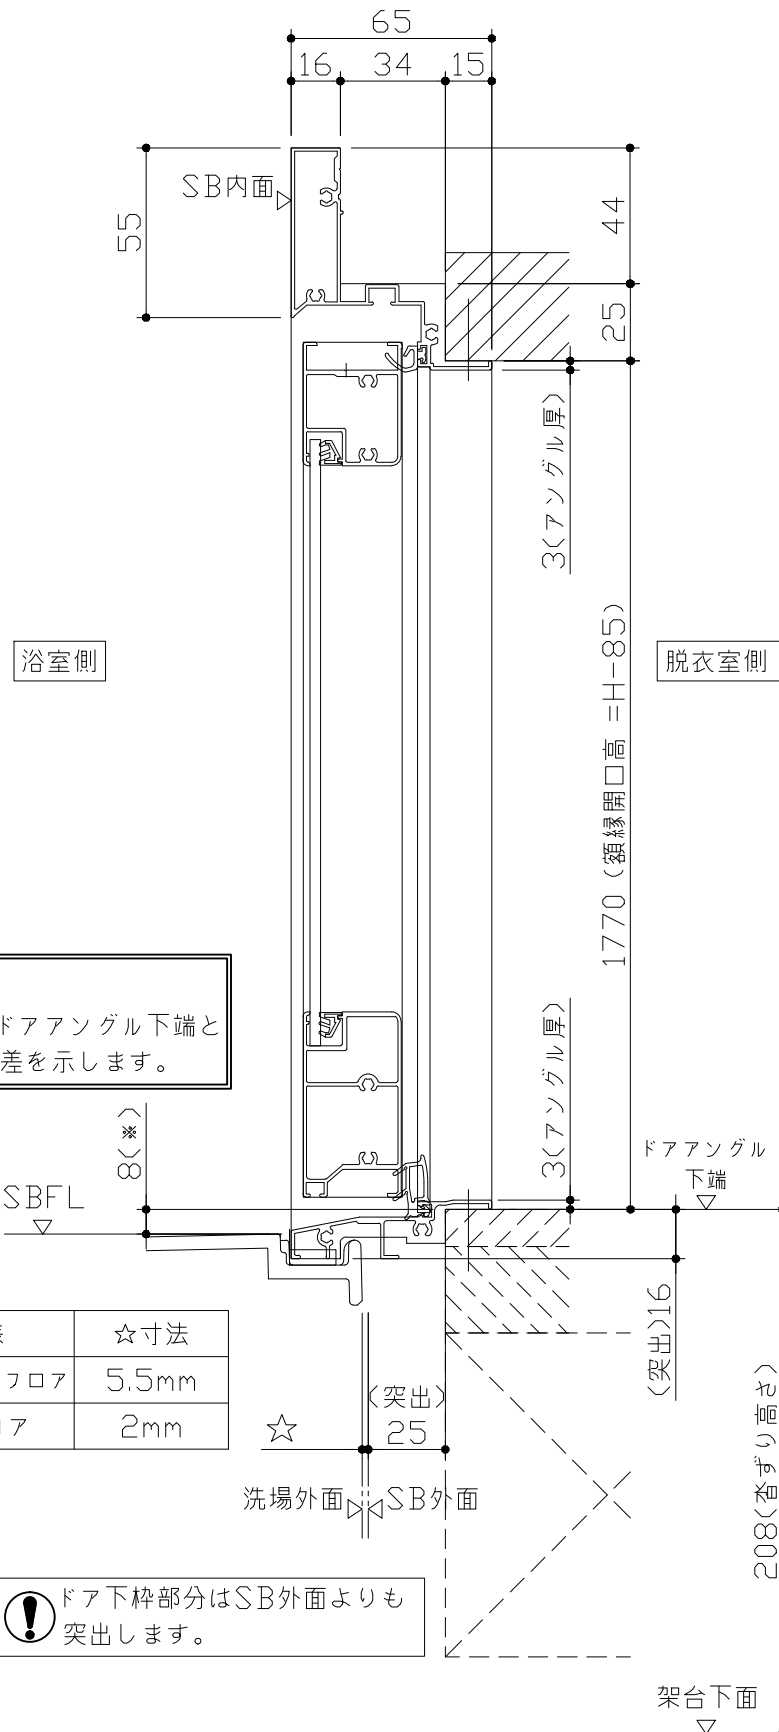 65
16
34
15
SB内面
55
44
25
3(アングル厚)
浴室側
1770 (額縁開口高 =H-85)
脱衣室側
ドアアングル下端と
差を示します。
8(※)
3(アングル厚)
ドアアングル
下端
SBFL
(突出)16
☆寸法
フロア
5.5mm
ア
2mm
(突出)
☆
25
208(沓ずり高さ)
洗場外面
SB外面
ドア下枠部分はSB外面よりも
突出します。
架台下面